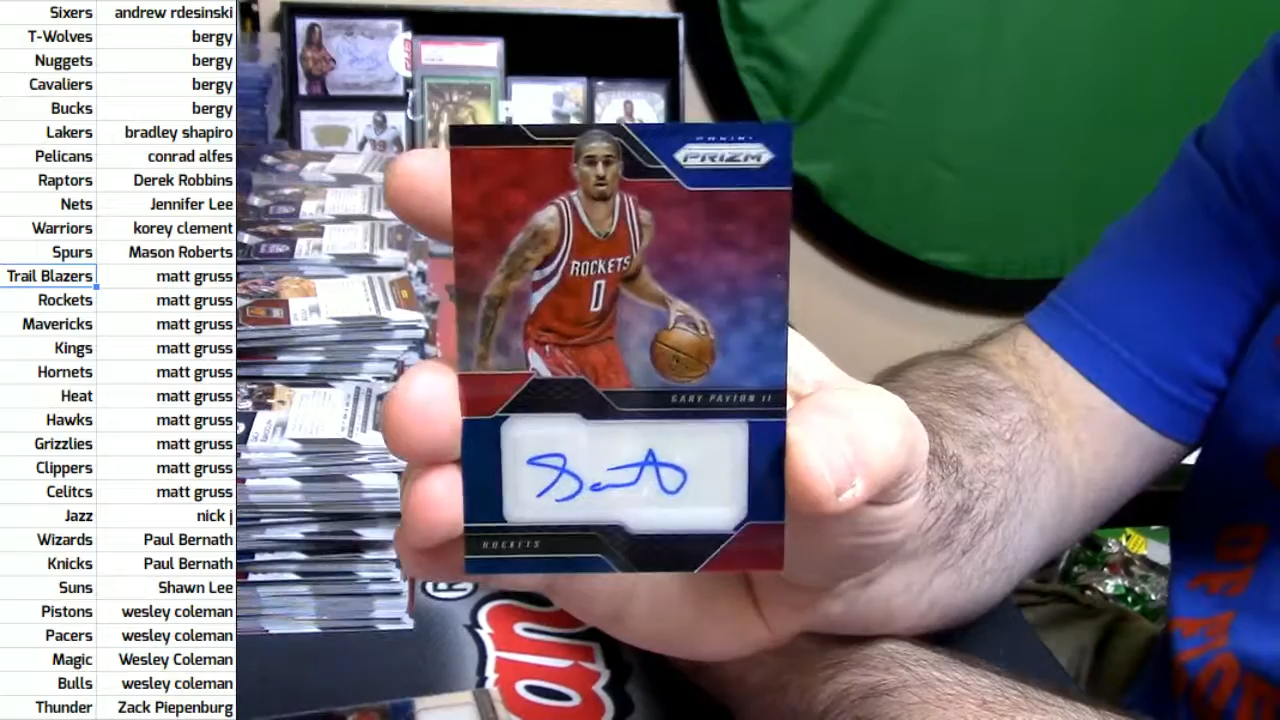 Sixers andrew rdesinski
T-Wolves bergy
Nuggets bergy
Cavaliers bergy
Bucks bergy
Lakers bradley shapiro
Pelicans conrad alfes
Raptors Derek Robbins
Nets Jennifer Lee
Warriors korey clement
Spurs Mason Roberts
Trail Blazers matt gruss
Rockets matt gruss
Mavericks matt gruss
Kings matt gruss
Hornets matt gruss
Heat matt gruss
Hawks matt gruss
Grizzlies matt gruss
Clippers matt gruss
Celitcs matt gruss
Jazz nick j
Wizards Paul Bernath
Knicks Paul Bernath
Suns Shawn Lee
Pistons wesley coleman
Pacers wesley coleman
Magic Wesley Coleman
Bulls wesley coleman
Thunder Zack Piepenburg
PANINI
PRIZM
ROCKETS
0
GARY PAYTON II
ROCKETS
up
®
99
OF